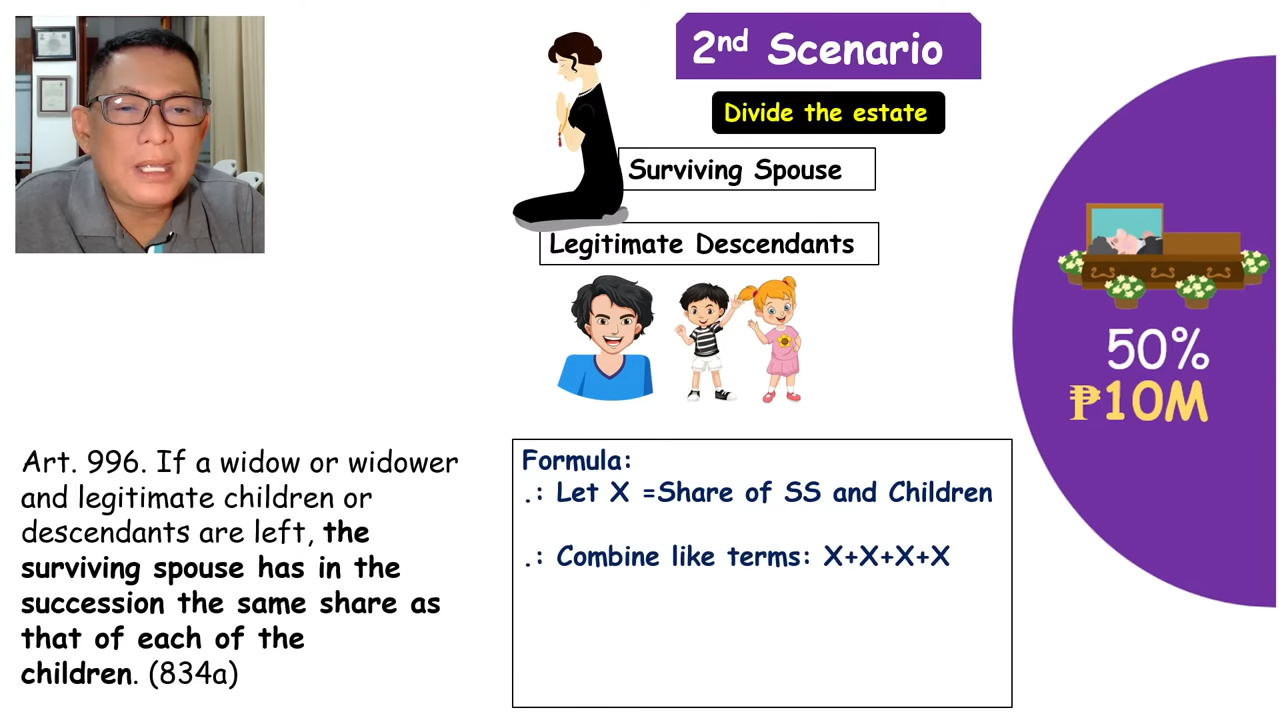 2nd Scenario
Divide the estate
Surviving Spouse
Legitimate Descendants
50%
₱10M
Art. 996. If a widow or widower
and legitimate children or
descendants are left, the
surviving spouse has in the
succession the same share as
that of each of the
children. (834a)
Formula:
.: Let X =Share of SS and Children
.: Combine like terms: X+X+X+X